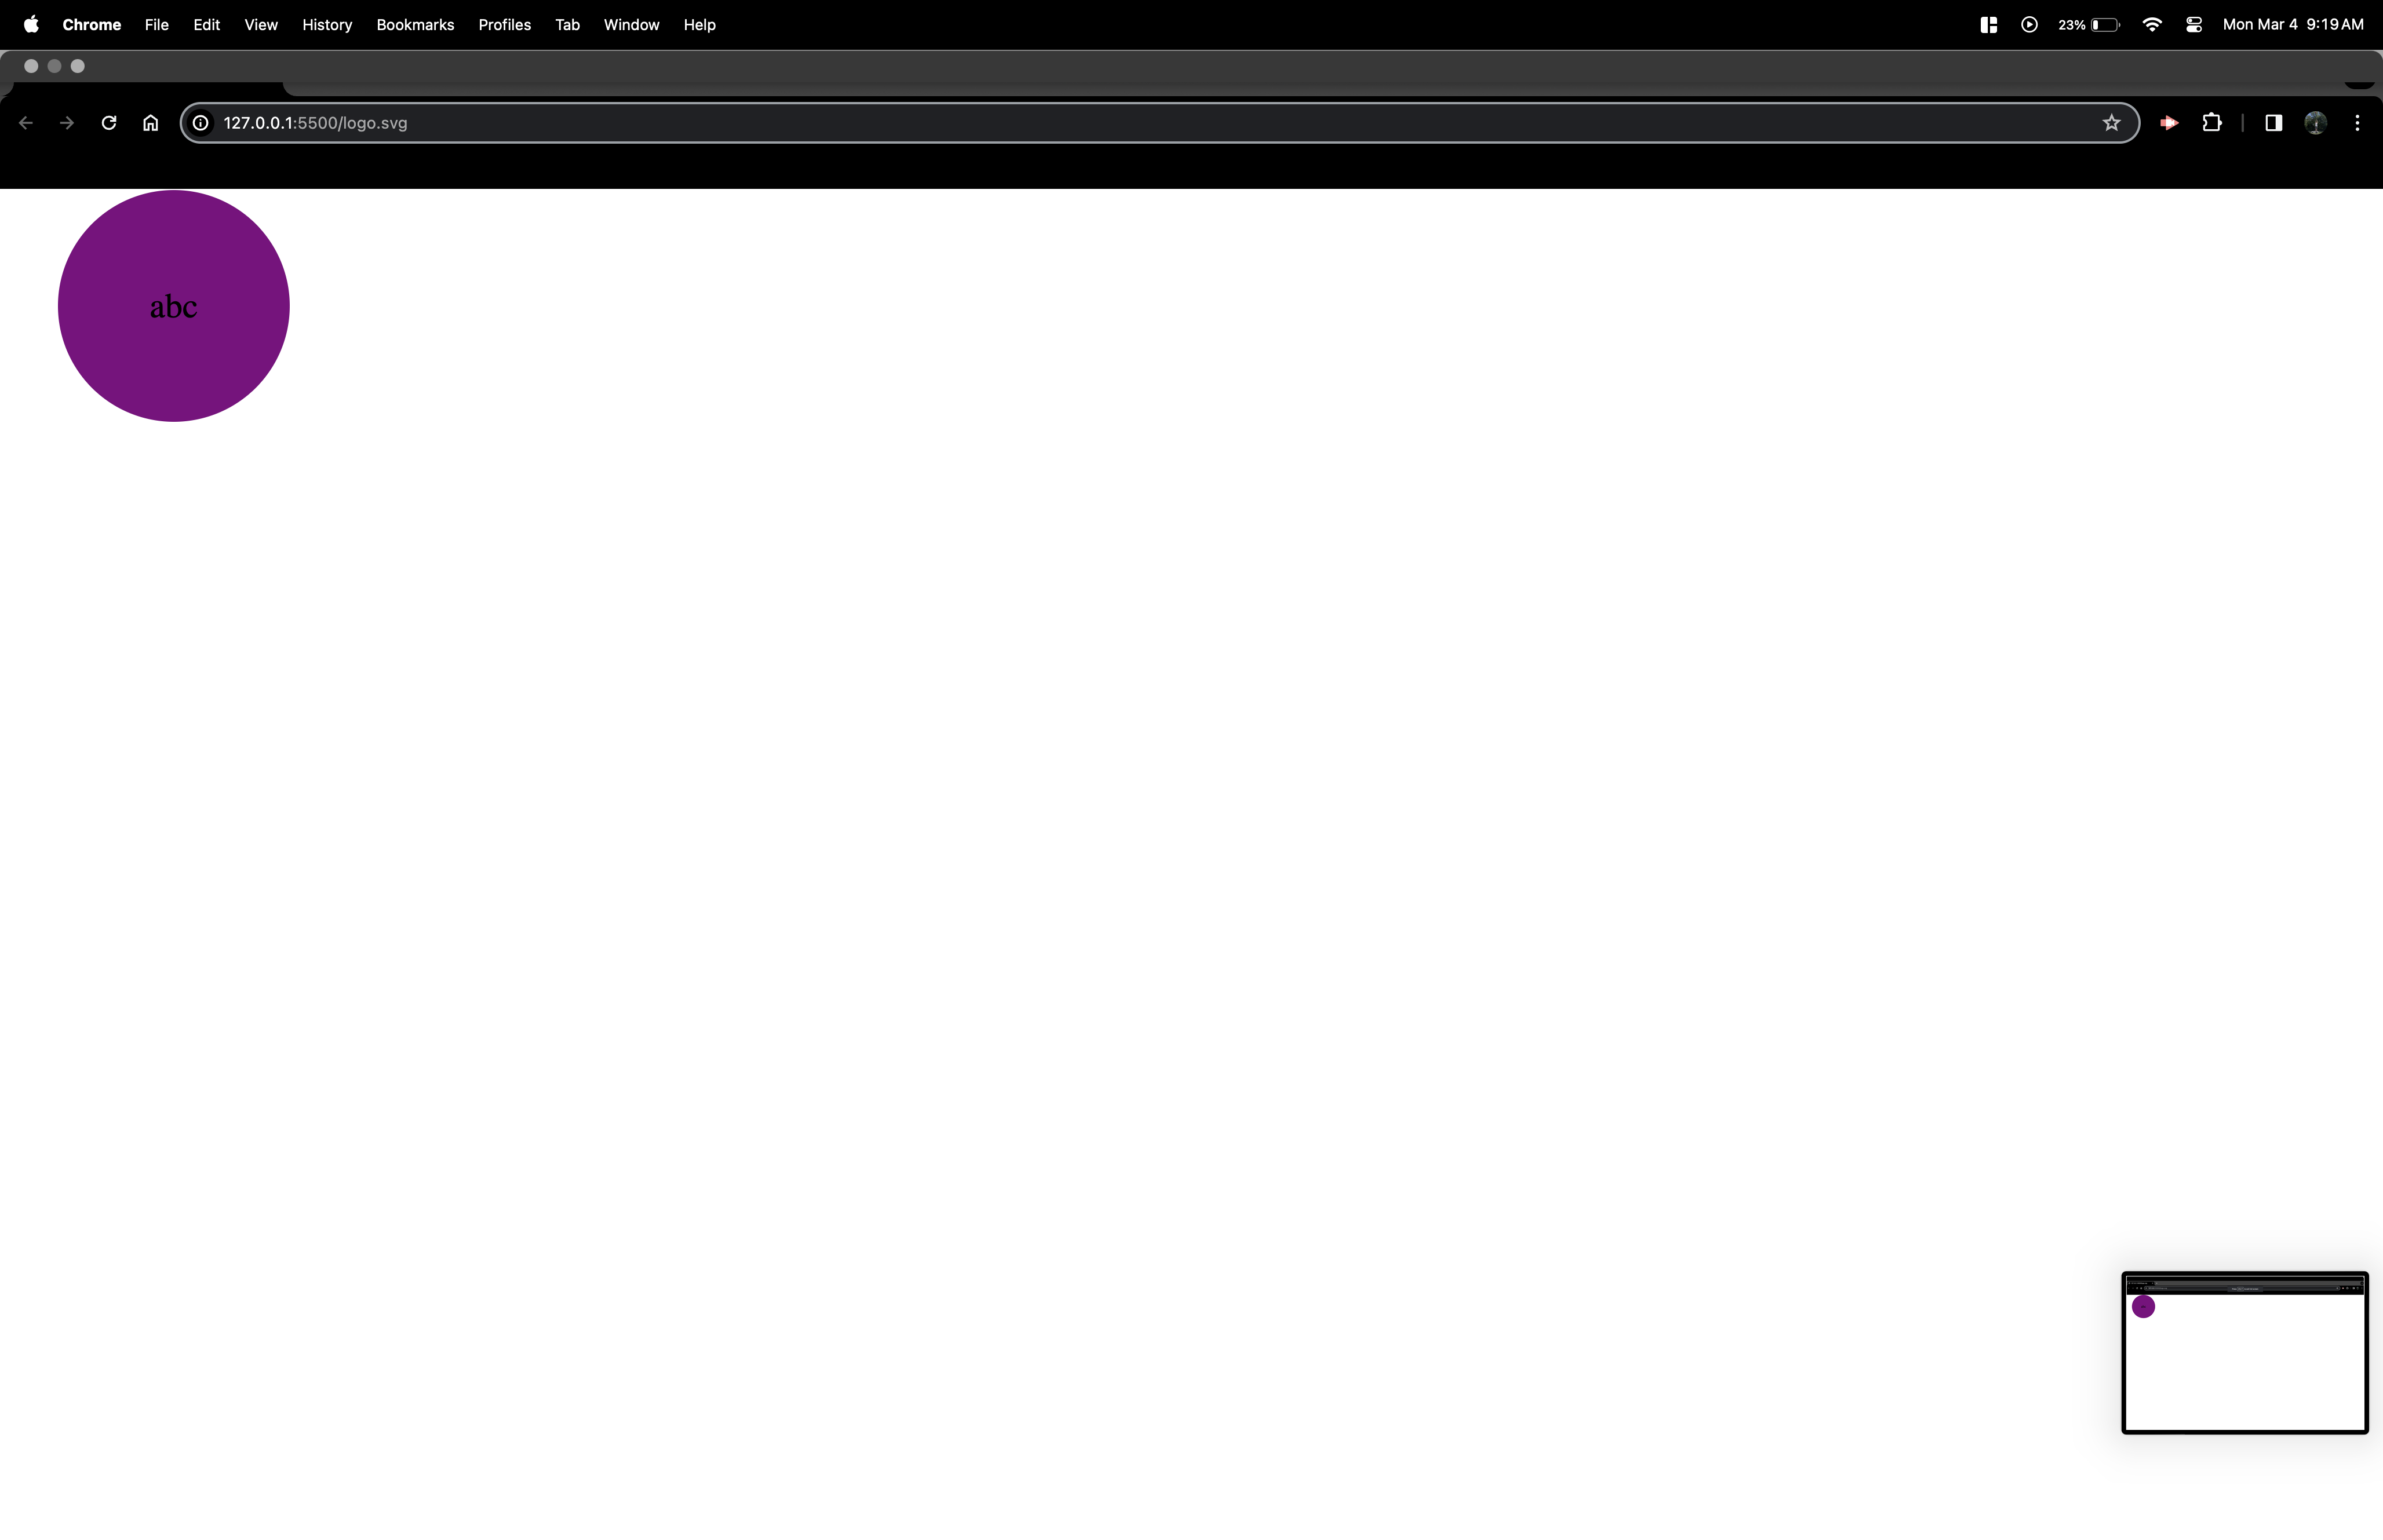 Chrome File Edit View History Bookmarks Profiles Tab Window Help 23% Mon Mar 4 9:19 AM
127.0.0.1:5500/logo.svg
abc